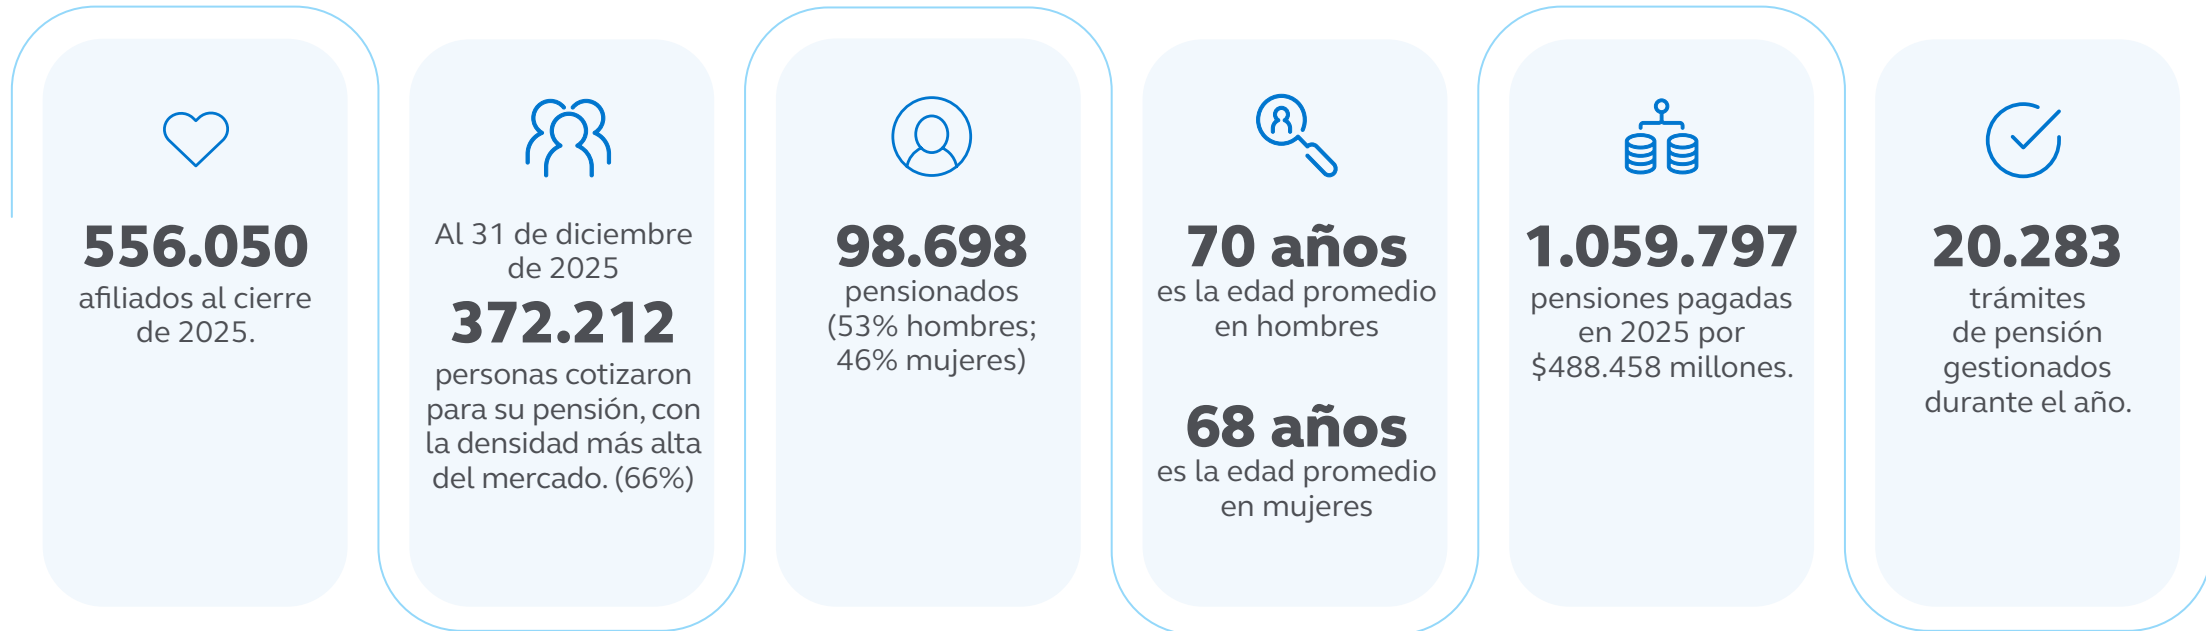 556.050
afiliados al cierre
de 2025.
Al 31 de diciembre
de 2025
372.212
personas cotizaron
para su pensión, con
la densidad más alta
del mercado. (66%)
98.698
pensionados
(53% hombres;
46% mujeres)
70 años
es la edad promedio
en hombres
68 años
es la edad promedio
en mujeres
1.059.797
pensiones pagadas
en 2025 por
$488.458 millones.
20.283
trámites
de pensión
gestionados
durante el año.